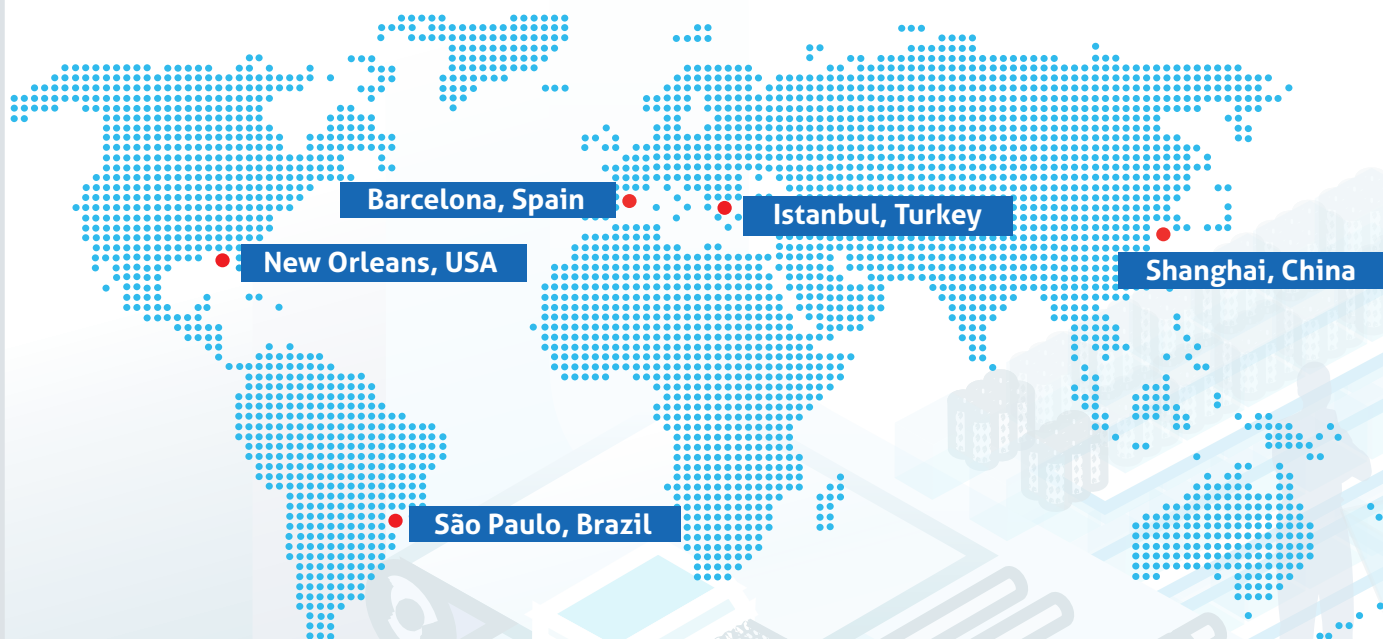 Barcelona, Spain
Istanbul, Turkey
New Orleans, USA
Shanghai, China
São Paulo, Brazil